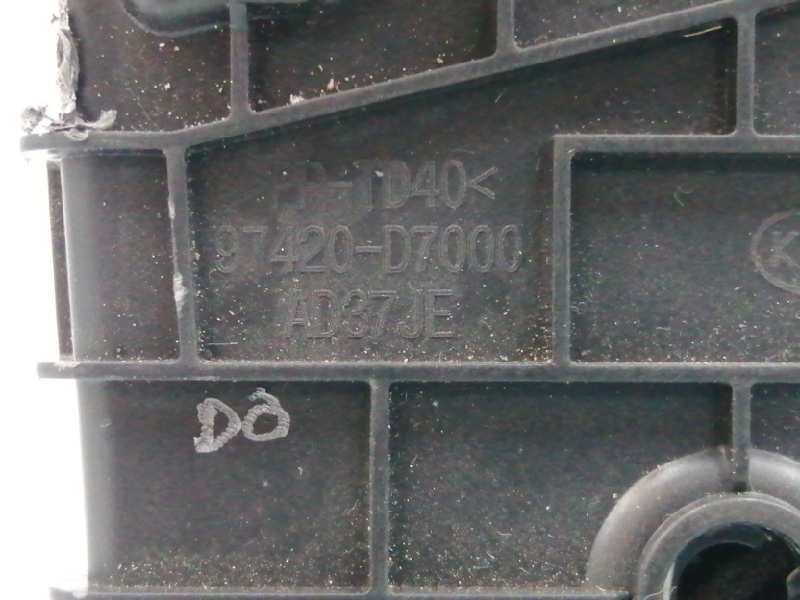 >PP-TD40<
97420-D7000
AD37JE
K
DO